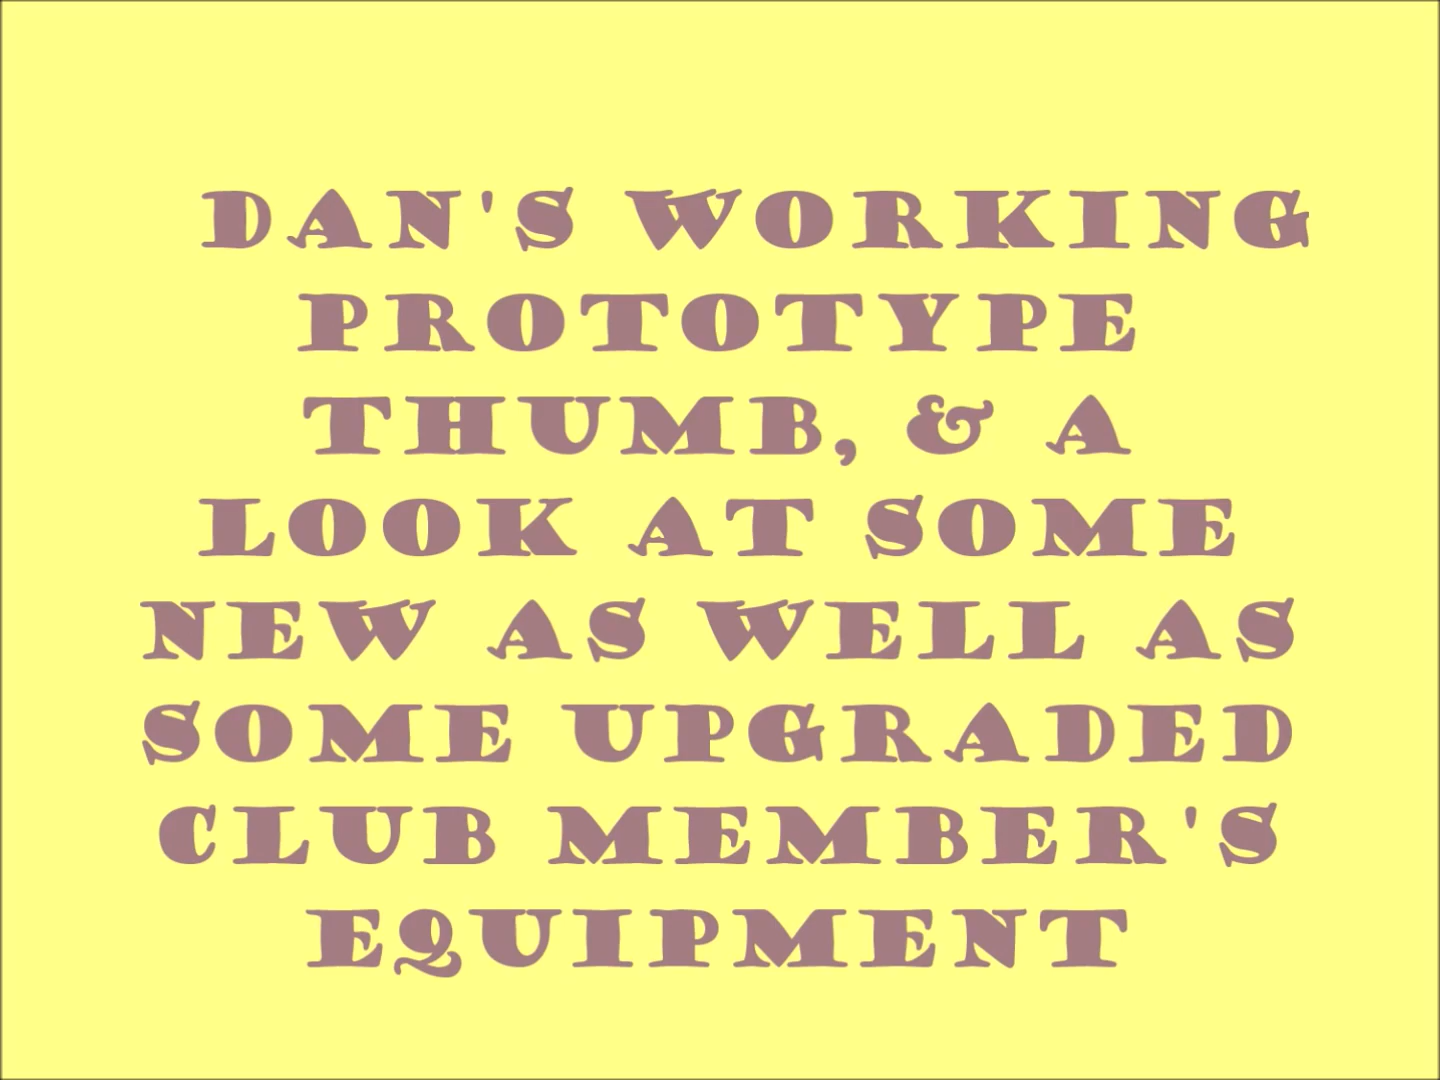 DAN'S WORKING
PROTOTYPE
THUMB, & A
LOOK AT SOME
NEW AS WELL AS
SOME UPGRADED
CLUB MEMBER'S
EQUIPMENT